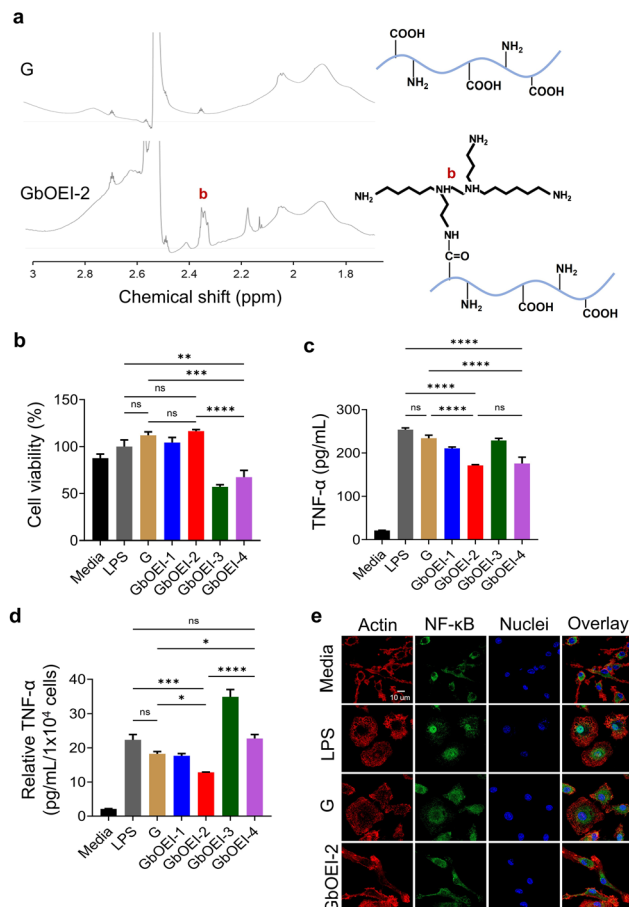 a
G
GbOEI-2
b
3 2.8 2.6 2.4 2.2 2 1.8
Chemical shift (ppm)
COOH NH₂
NH₂ COOH COOH
NH₂
b
NH₂ NH NH NH₂
NH
C=O
NH₂
NH₂ COOH COOH
b
**
***
ns
ns ns ****
Cell viability (%)
150
100
50
0
Media LPS G GbOEI-1 GbOEI-2 GbOEI-3 GbOEI-4
c
****
****
****
ns **** ns
TNF-α (pg/mL)
300
200
100
0
Media LPS G GbOEI-1 GbOEI-2 GbOEI-3 GbOEI-4
d
ns
*
*** ****
ns *
Relative TNF-α
(pg/mL/1x10⁴ cells)
40
30
20
10
0
Media LPS G GbOEI-1 GbOEI-2 GbOEI-3 GbOEI-4
e
Actin NF-κB Nuclei Overlay
Media
10 um
LPS
G
GbOEI-2